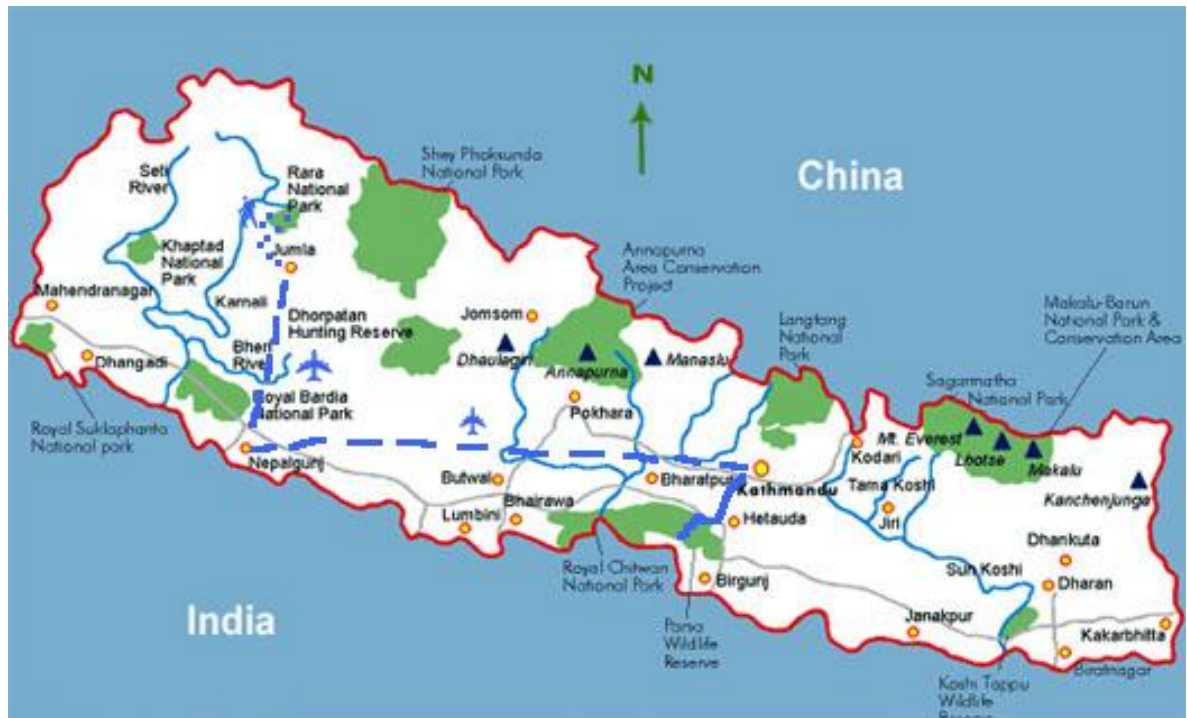 N
China
India
Seti
River
Rara
National
Park
Shey Phoksunda
National Park
Khaptad
National
Park
Jumla
Annapurna
Area Conservation
Project
Mahendranagar
Karnali
Dhorpatan
Hunting Reserve
Jomsom
Langtang
National
Park
Makalu-Barun
National Park &
Conservation Area
Dhangadi
Bheri
River
Dhaulagiri
Annapurna
Manaslu
Royal Bardia
National Park
Pokhara
Sagarmatha
National Park
Royal Suklaphanta
National park
Nepalgunj
Mt. Everest
Lhotse
Makalu
Kodari
Butwal
Bharatpur
Kathmandu
Tama Koshi
Kanchenjunga
Bhairawa
Lumbini
Hetauda
Jiri
Dhankuta
Royal Chitwan
National Park
Birgunj
Sun Koshi
Dharan
Parsa
Wildlife
Reserve
Janakpur
Kakarbhitta
Biratnagar
Koshi Tappu
Wildlife